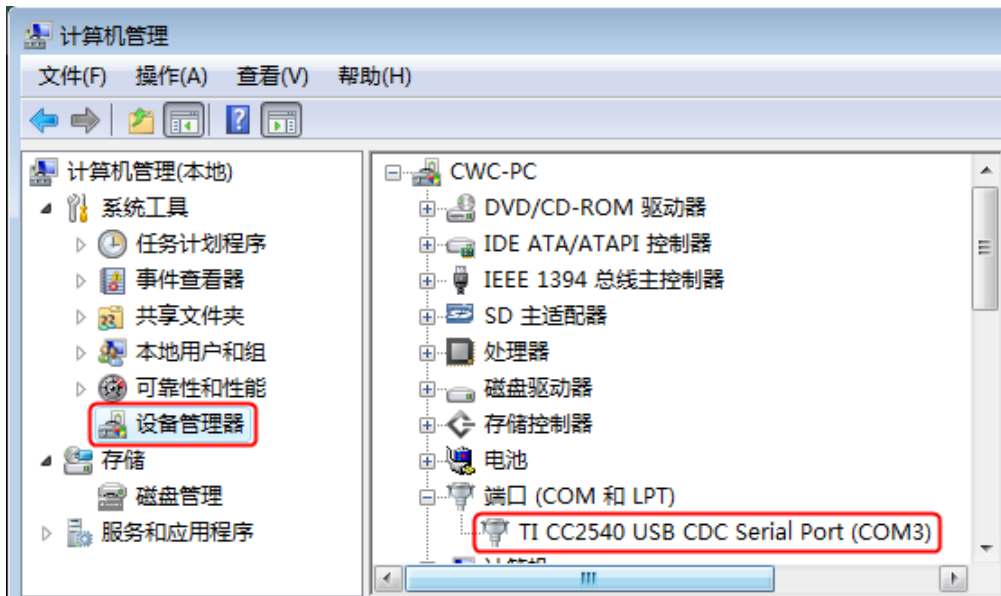 计算机管理
文件(F) 操作(A) 查看(V) 帮助(H)
计算机管理(本地)
系统工具
任务计划程序
事件查看器
共享文件夹
本地用户和组
可靠性和性能
设备管理器
存储
磁盘管理
服务和应用程序
CWC-PC
DVD/CD-ROM 驱动器
IDE ATA/ATAPI 控制器
IEEE 1394 总线主控制器
SD 主适配器
处理器
磁盘驱动器
存储控制器
电池
端口 (COM 和 LPT)
TI CC2540 USB CDC Serial Port (COM3)